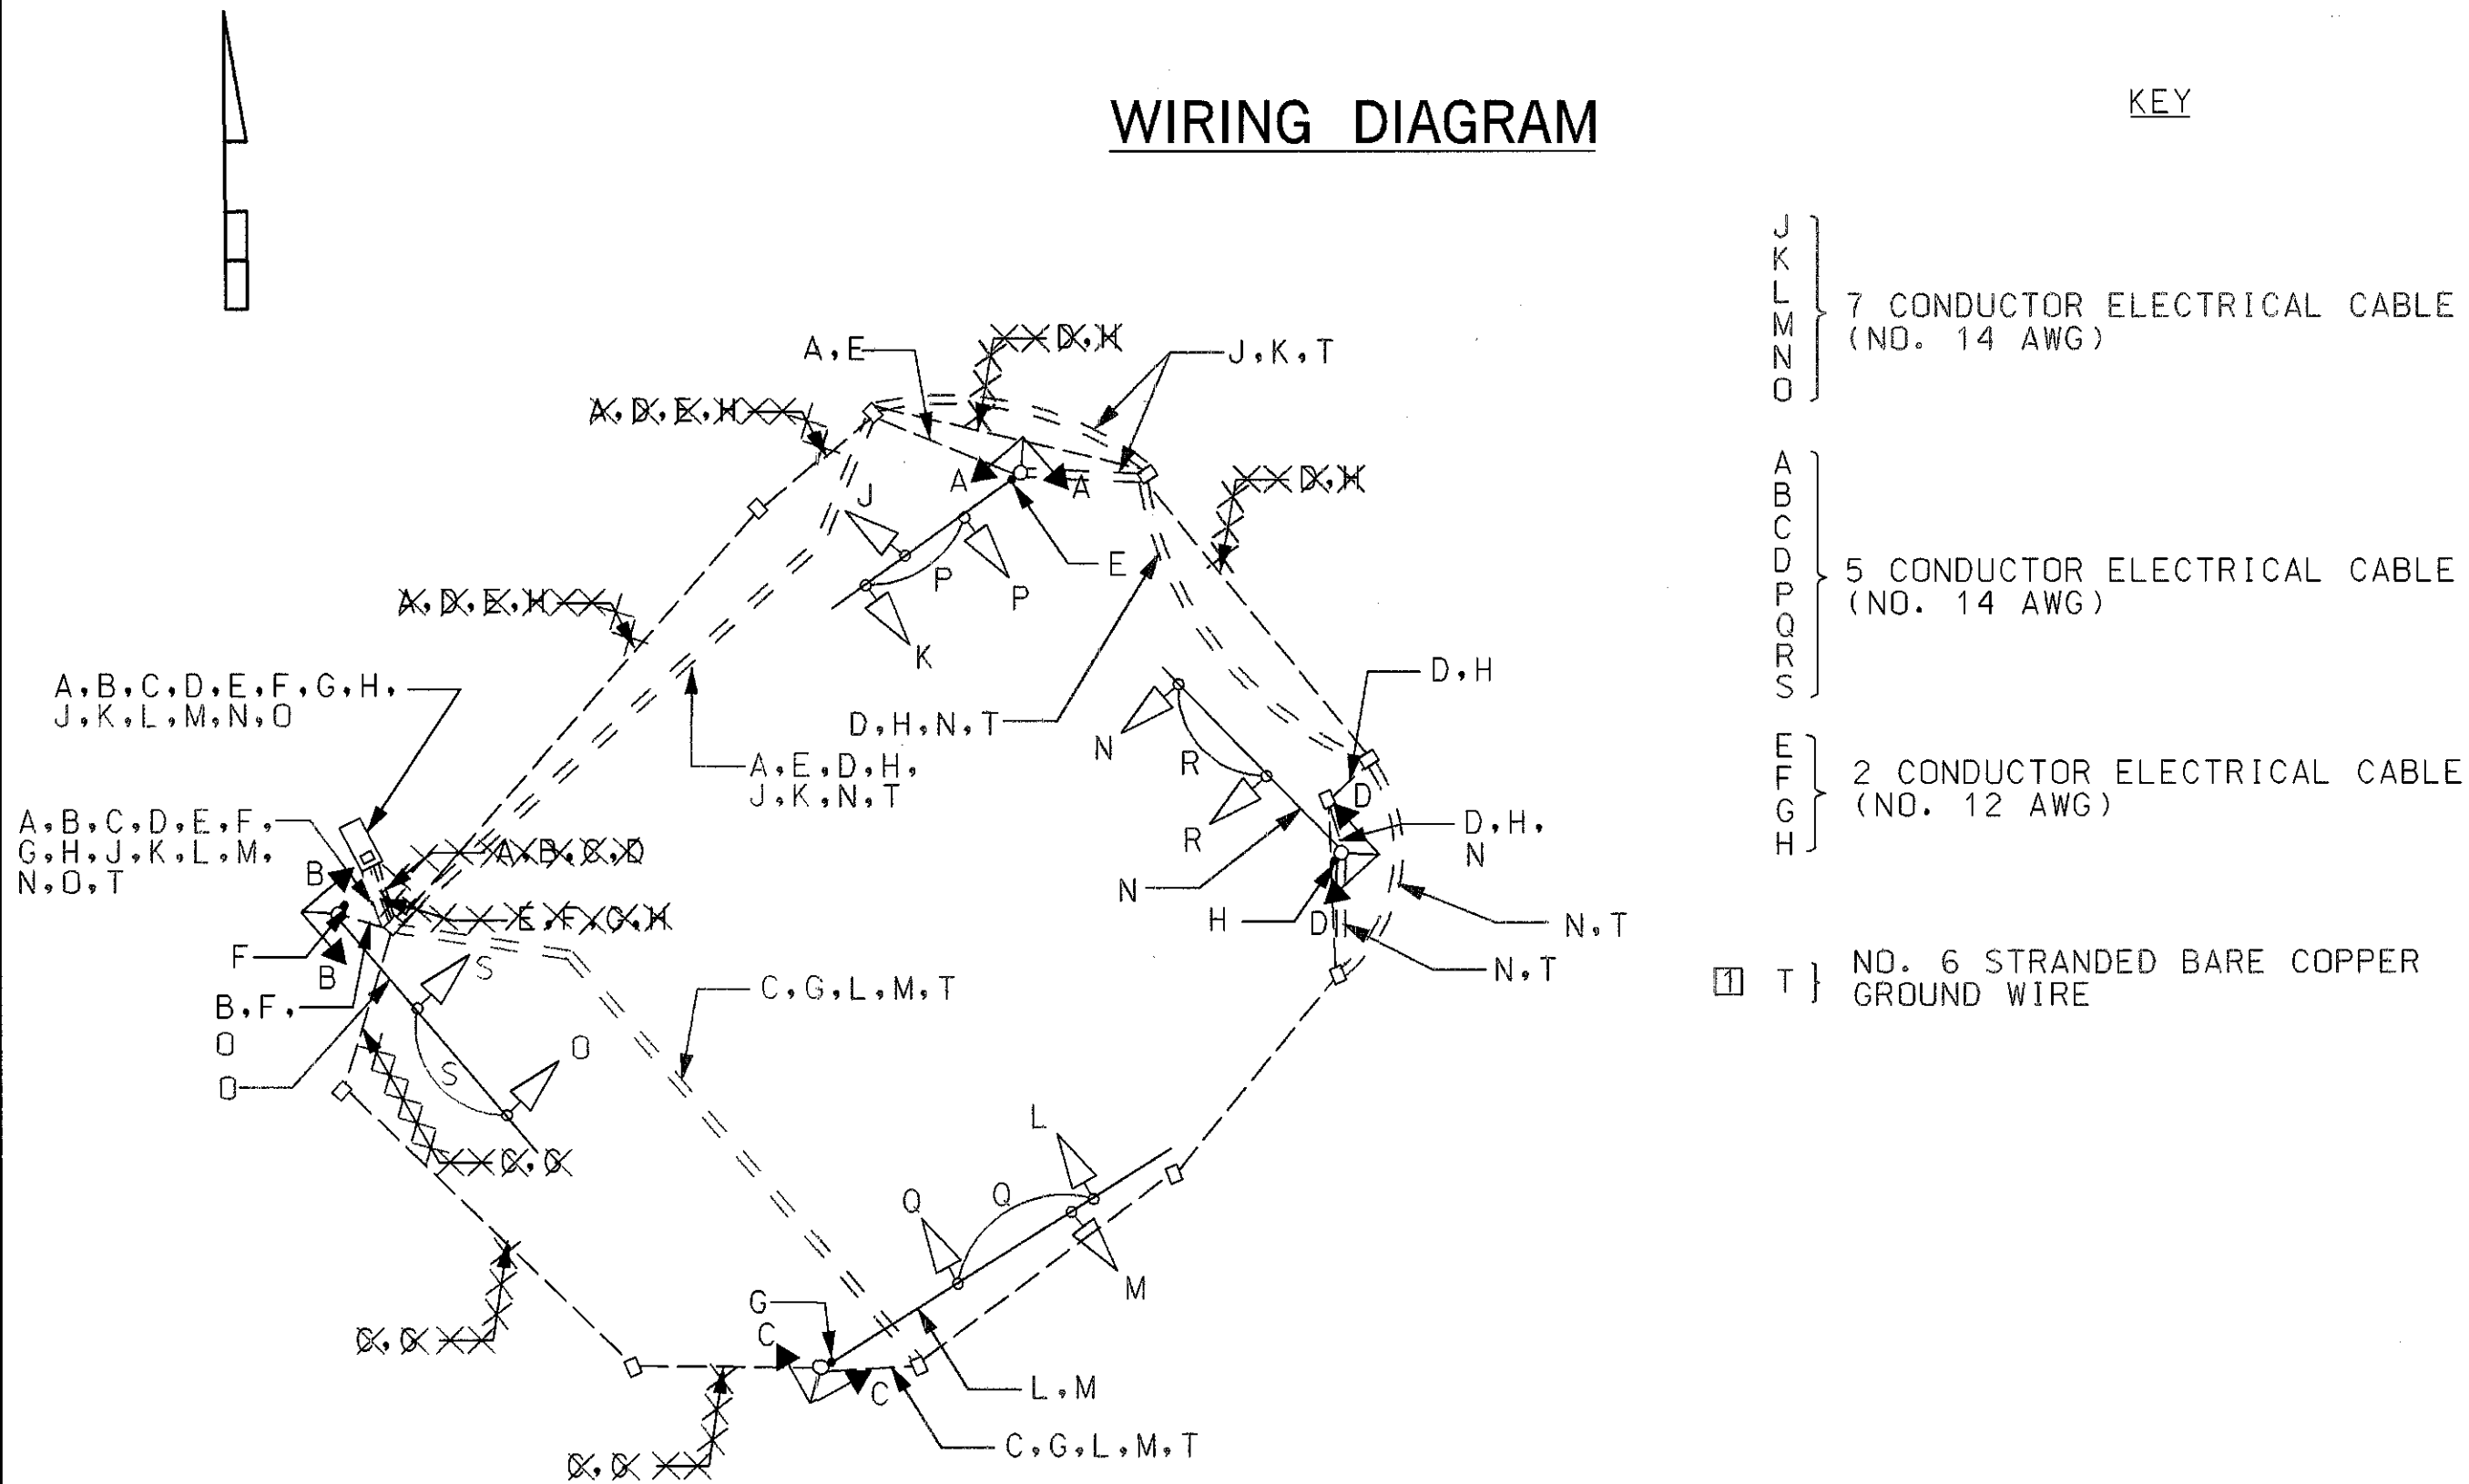 WIRING DIAGRAM
KEY
J
K
L
M
N
O
7 CONDUCTOR ELECTRICAL CABLE
(NO. 14 AWG)
A
B
C
D
P
Q
R
S
5 CONDUCTOR ELECTRICAL CABLE
(NO. 14 AWG)
E
F
G
H
2 CONDUCTOR ELECTRICAL CABLE
(NO. 12 AWG)
1 T
NO. 6 STRANDED BARE COPPER
GROUND WIRE
D,H
A,E
J,K,T
A,D,E,H
D,H
A
A
J
E
P
P
K
A,D,E,H
A,B,C,D,E,F,G,H,
J,K,L,M,N,O
D,H
D,H,N,T
N
R
R
A,E,D,H,
J,K,N,T
D
A,B,C,D,E,F,
G,H,J,K,L,M,
N,O,T
A,B,C,D
D,H,
N
B
N
E,F,G,H
H
D
H
N,T
F
B
S
N,T
B,F,
O
C,G,L,M,T
O
S
O
C,G
L
Q
Q
M
G
C
C,G
C
L,M
C,G,L,M,T
C,G